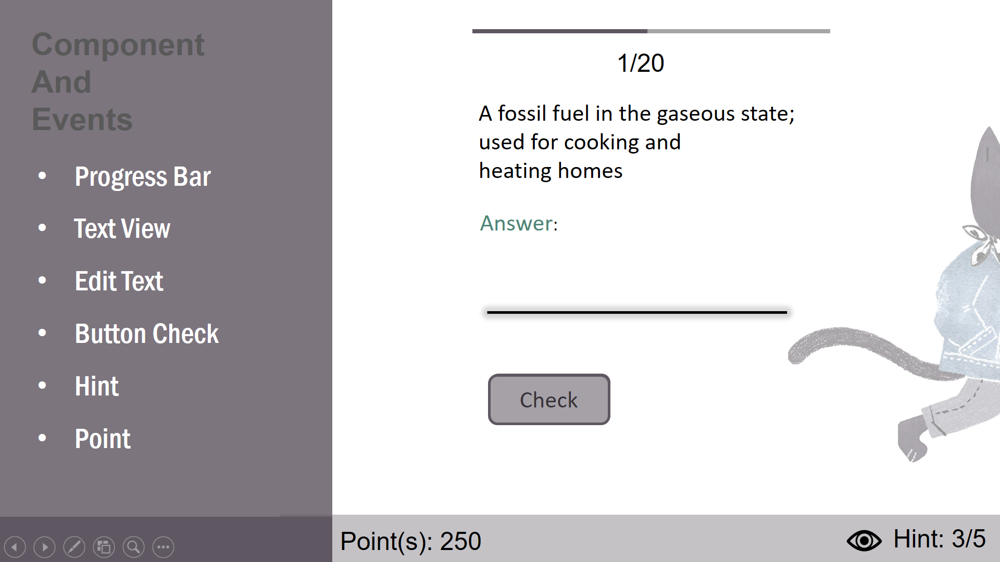 Component
And
Events
• Progress Bar
• Text View
• Edit Text
• Button Check
• Hint
• Point
1/20
A fossil fuel in the gaseous state;
used for cooking and
heating homes
Answer:
Check
Point(s): 250
Hint: 3/5